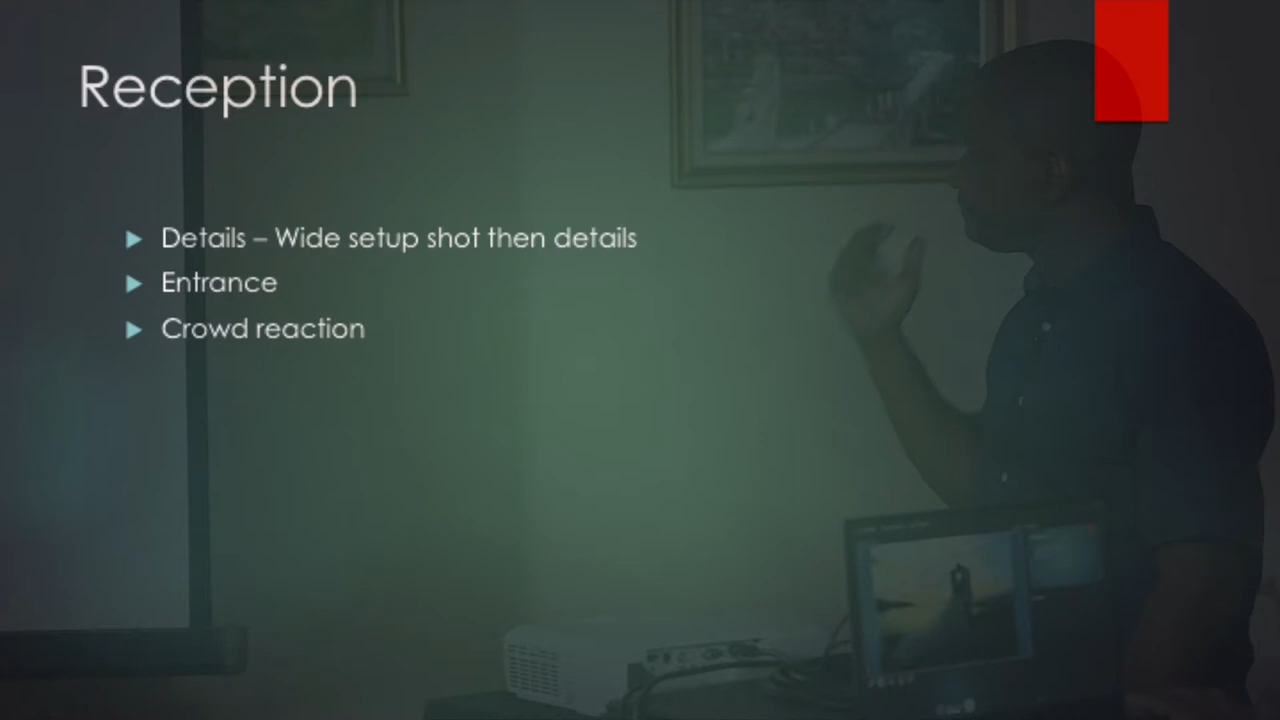 Reception
Details – Wide setup shot then details
Entrance
Crowd reaction